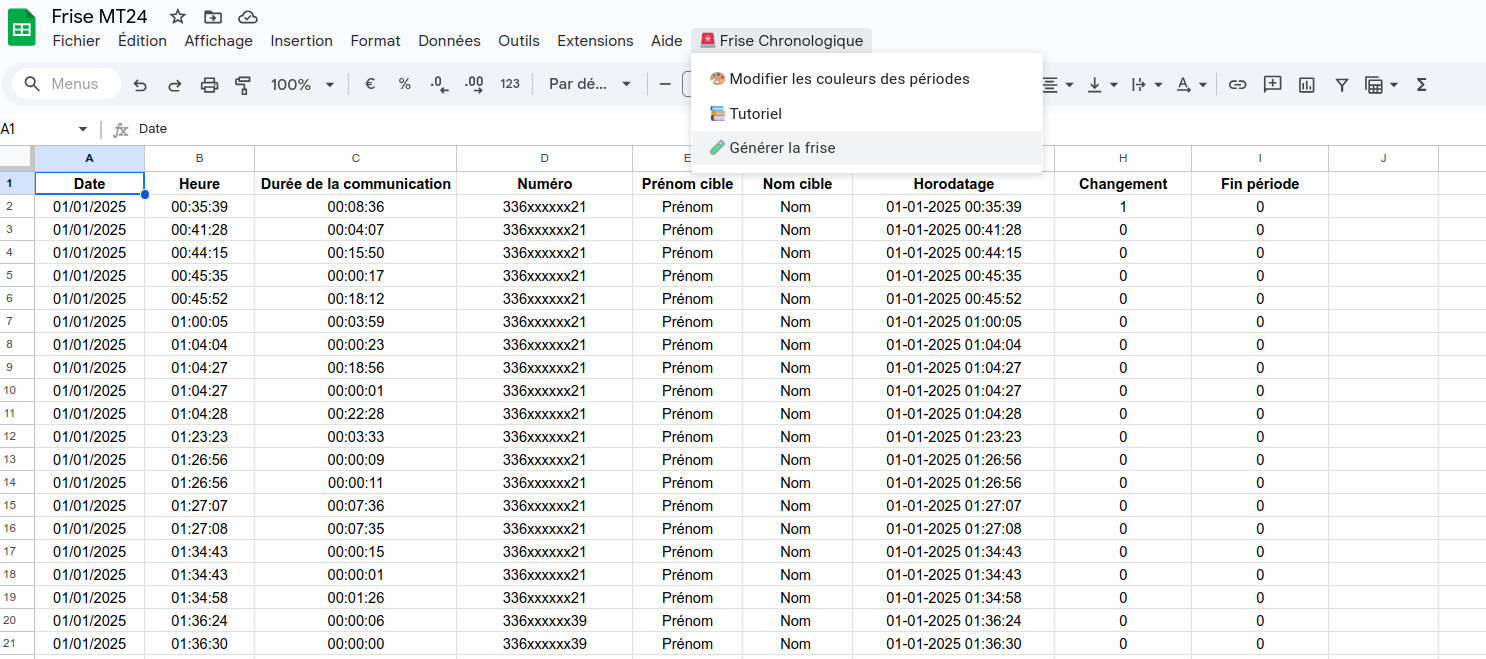 Frise MT24
Fichier Édition Affichage Insertion Format Données Outils Extensions Aide Frise Chronologique
Menus 100% € % .0 .00 123 Par dé...
Modifier les couleurs des périodes
Tutoriel
Générer la frise
A1 fx Date
A B C D E H I J
1 Date Heure Durée de la communication Numéro Prénom cible Nom cible Horodatage Changement Fin période
2 01/01/2025 00:35:39 00:08:36 336xxxxxx21 Prénom Nom 01-01-2025 00:35:39 1 0
3 01/01/2025 00:41:28 00:04:07 336xxxxxx21 Prénom Nom 01-01-2025 00:41:28 0 0
4 01/01/2025 00:44:15 00:15:50 336xxxxxx21 Prénom Nom 01-01-2025 00:44:15 0 0
5 01/01/2025 00:45:35 00:00:17 336xxxxxx21 Prénom Nom 01-01-2025 00:45:35 0 0
6 01/01/2025 00:45:52 00:18:12 336xxxxxx21 Prénom Nom 01-01-2025 00:45:52 0 0
7 01/01/2025 01:00:05 00:03:59 336xxxxxx21 Prénom Nom 01-01-2025 01:00:05 0 0
8 01/01/2025 01:04:04 00:00:23 336xxxxxx21 Prénom Nom 01-01-2025 01:04:04 0 0
9 01/01/2025 01:04:27 00:18:56 336xxxxxx21 Prénom Nom 01-01-2025 01:04:27 0 0
10 01/01/2025 01:04:27 00:00:01 336xxxxxx21 Prénom Nom 01-01-2025 01:04:27 0 0
11 01/01/2025 01:04:28 00:22:28 336xxxxxx21 Prénom Nom 01-01-2025 01:04:28 0 0
12 01/01/2025 01:23:23 00:03:33 336xxxxxx21 Prénom Nom 01-01-2025 01:23:23 0 0
13 01/01/2025 01:26:56 00:00:09 336xxxxxx21 Prénom Nom 01-01-2025 01:26:56 0 0
14 01/01/2025 01:26:56 00:00:11 336xxxxxx21 Prénom Nom 01-01-2025 01:26:56 0 0
15 01/01/2025 01:27:07 00:07:36 336xxxxxx21 Prénom Nom 01-01-2025 01:27:07 0 0
16 01/01/2025 01:27:08 00:07:35 336xxxxxx21 Prénom Nom 01-01-2025 01:27:08 0 0
17 01/01/2025 01:34:43 00:00:15 336xxxxxx21 Prénom Nom 01-01-2025 01:34:43 0 0
18 01/01/2025 01:34:43 00:00:01 336xxxxxx21 Prénom Nom 01-01-2025 01:34:43 0 0
19 01/01/2025 01:34:58 00:01:26 336xxxxxx21 Prénom Nom 01-01-2025 01:34:58 0 0
20 01/01/2025 01:36:24 00:00:06 336xxxxxx39 Prénom Nom 01-01-2025 01:36:24 0 0
21 01/01/2025 01:36:30 00:00:00 336xxxxxx39 Prénom Nom 01-01-2025 01:36:30 0 0